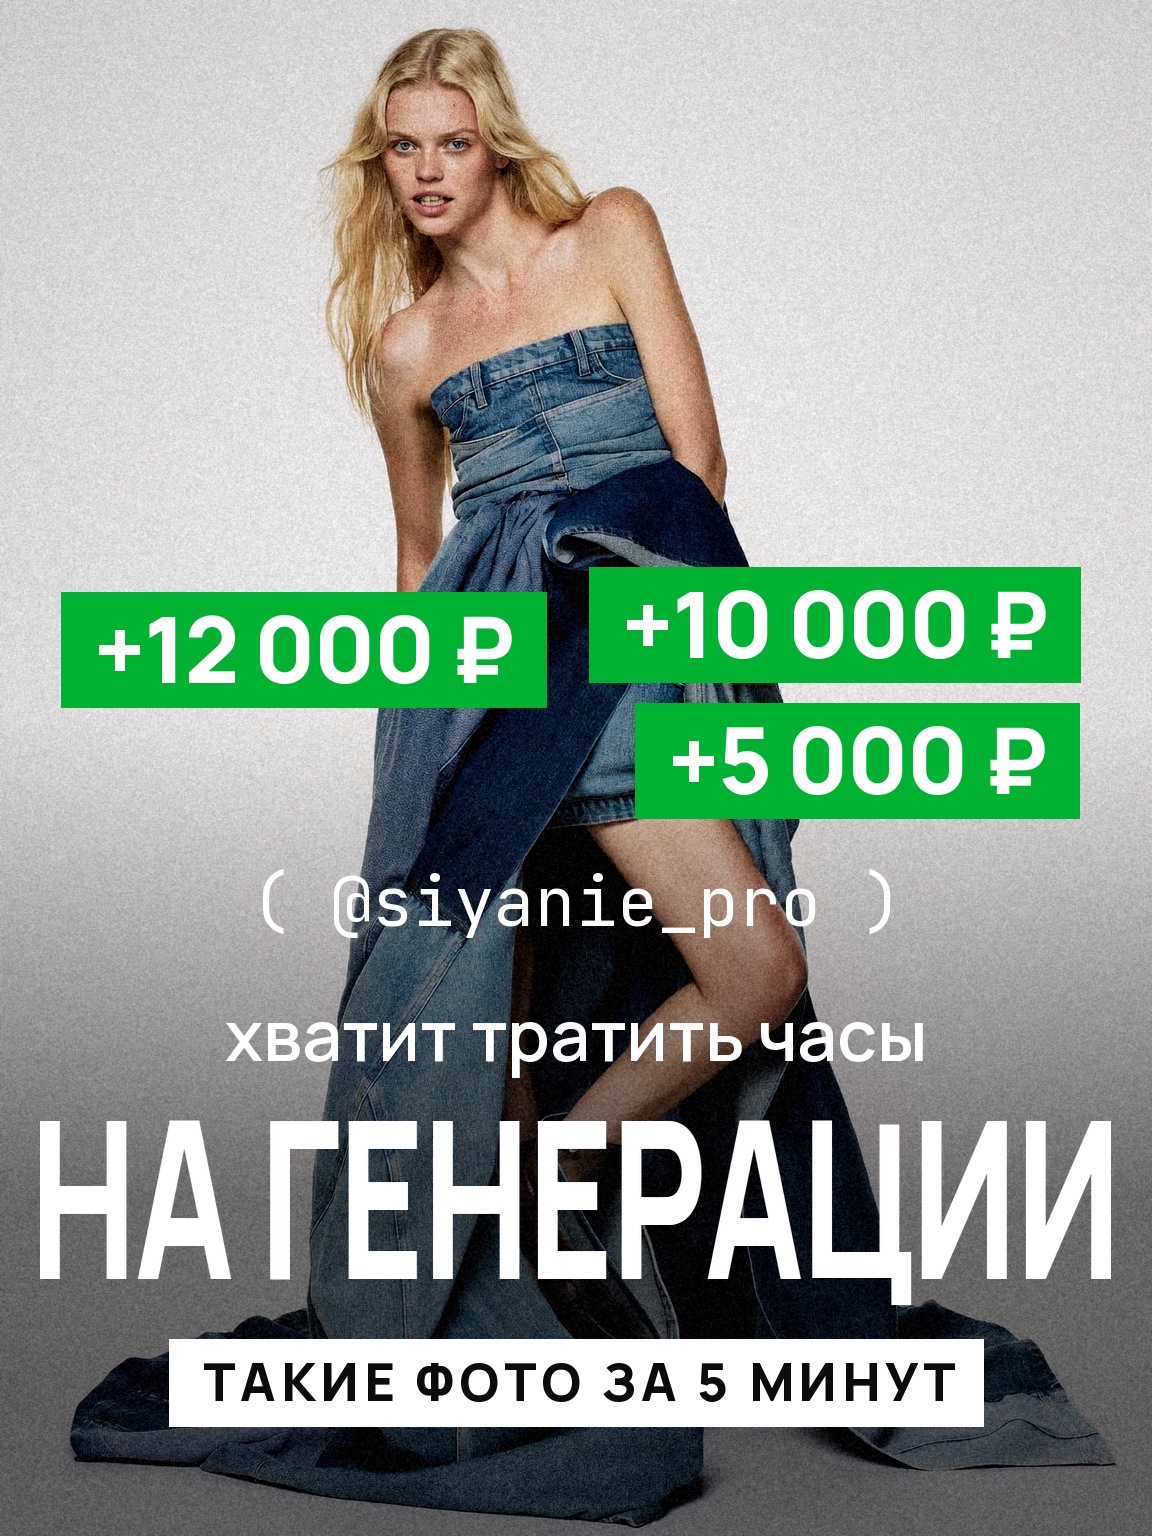 +12 000 ₽
+10 000 ₽
+5 000 ₽
( @siyanie_pro )
хватит тратить часы
НА ГЕНЕРАЦИИ
ТАКИЕ ФОТО ЗА 5 МИНУТ